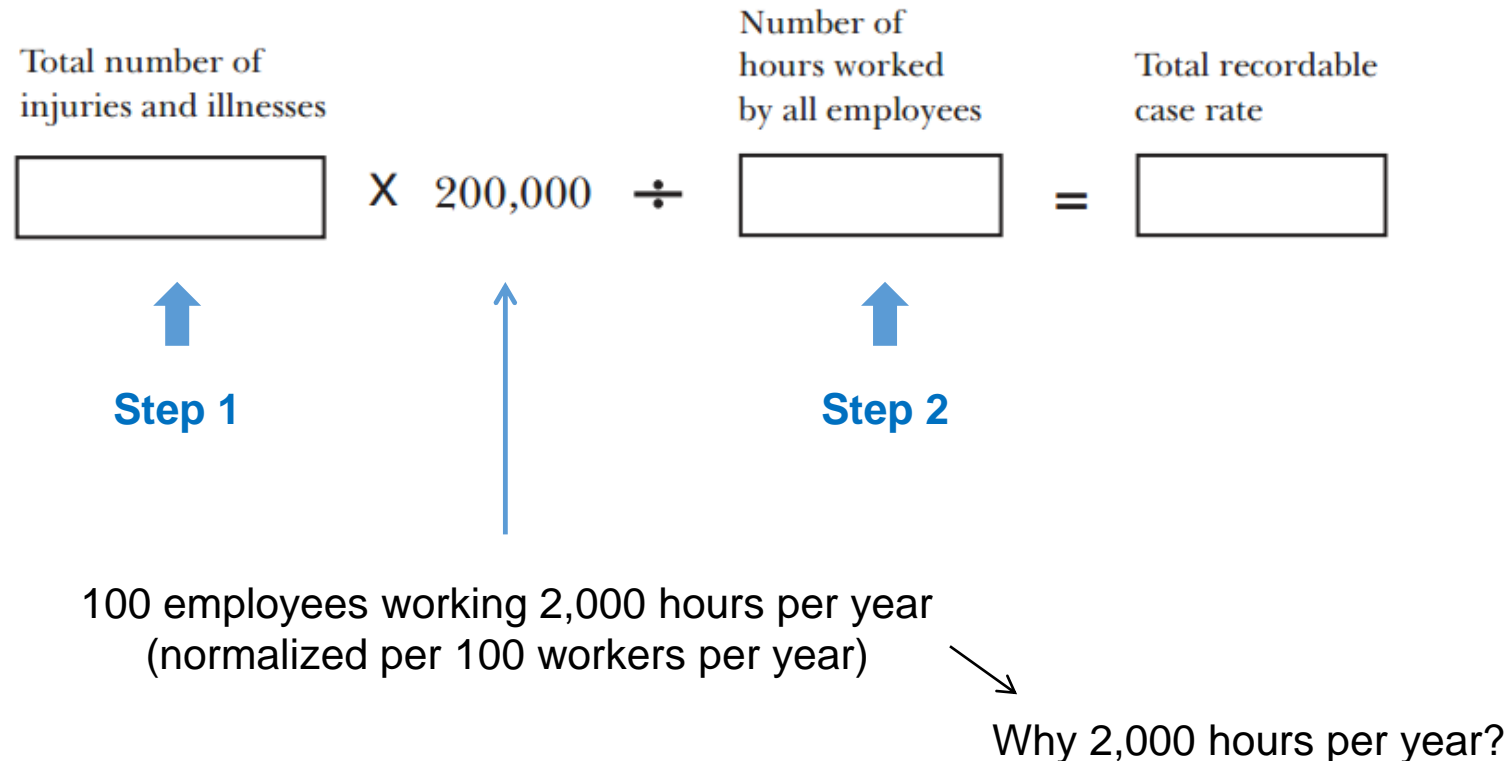 Total number of
injuries and illnesses
Number of
hours worked
by all employees
Total recordable
case rate
X 200,000 ÷ =
Step 1
Step 2
100 employees working 2,000 hours per year
(normalized per 100 workers per year)
Why 2,000 hours per year?